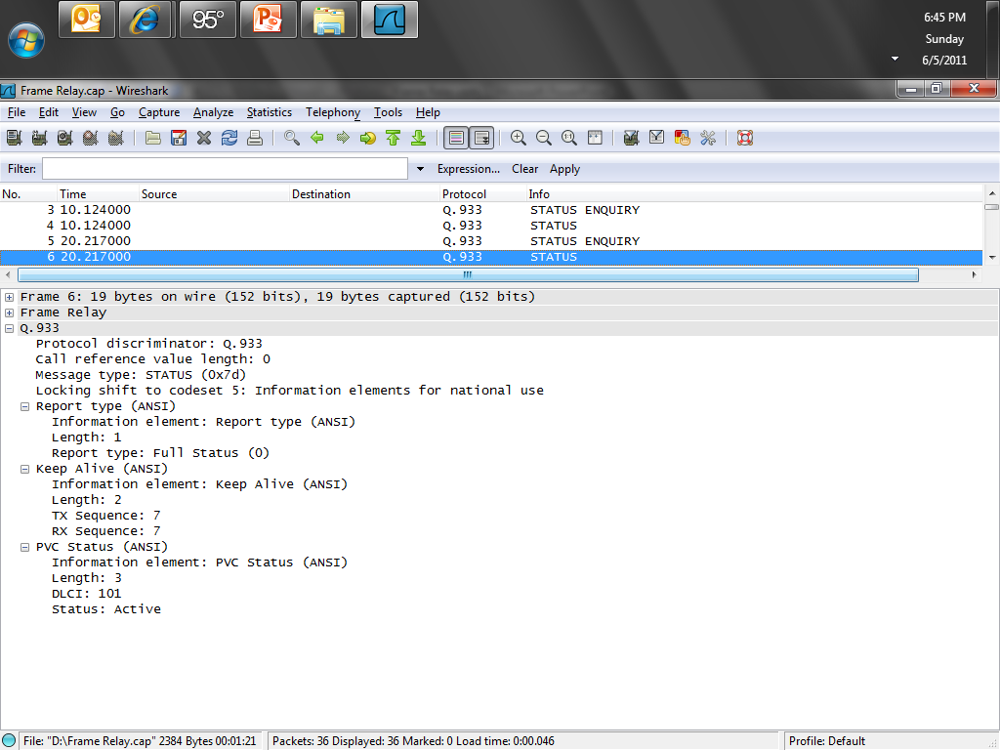 95°
6:45 PM
Sunday
6/5/2011
Frame Relay.cap - Wireshark
File Edit View Go Capture Analyze Statistics Telephony Tools Help
Filter: Expression... Clear Apply
No. Time Source Destination Protocol Info
3 10.124000 Q.933 STATUS ENQUIRY
4 10.124000 Q.933 STATUS
5 20.217000 Q.933 STATUS ENQUIRY
6 20.217000 Q.933 STATUS
Frame 6: 19 bytes on wire (152 bits), 19 bytes captured (152 bits)
Frame Relay
Q.933
Protocol discriminator: Q.933
Call reference value length: 0
Message type: STATUS (0x7d)
Locking shift to codeset 5: Information elements for national use
Report type (ANSI)
Information element: Report type (ANSI)
Length: 1
Report type: Full Status (0)
Keep Alive (ANSI)
Information element: Keep Alive (ANSI)
Length: 2
TX Sequence: 7
RX Sequence: 7
PVC Status (ANSI)
Information element: PVC Status (ANSI)
Length: 3
DLCI: 101
Status: Active
File: "D:\Frame Relay.cap" 2384 Bytes 00:01:21 Packets: 36 Displayed: 36 Marked: 0 Load time: 0:00.046 Profile: Default